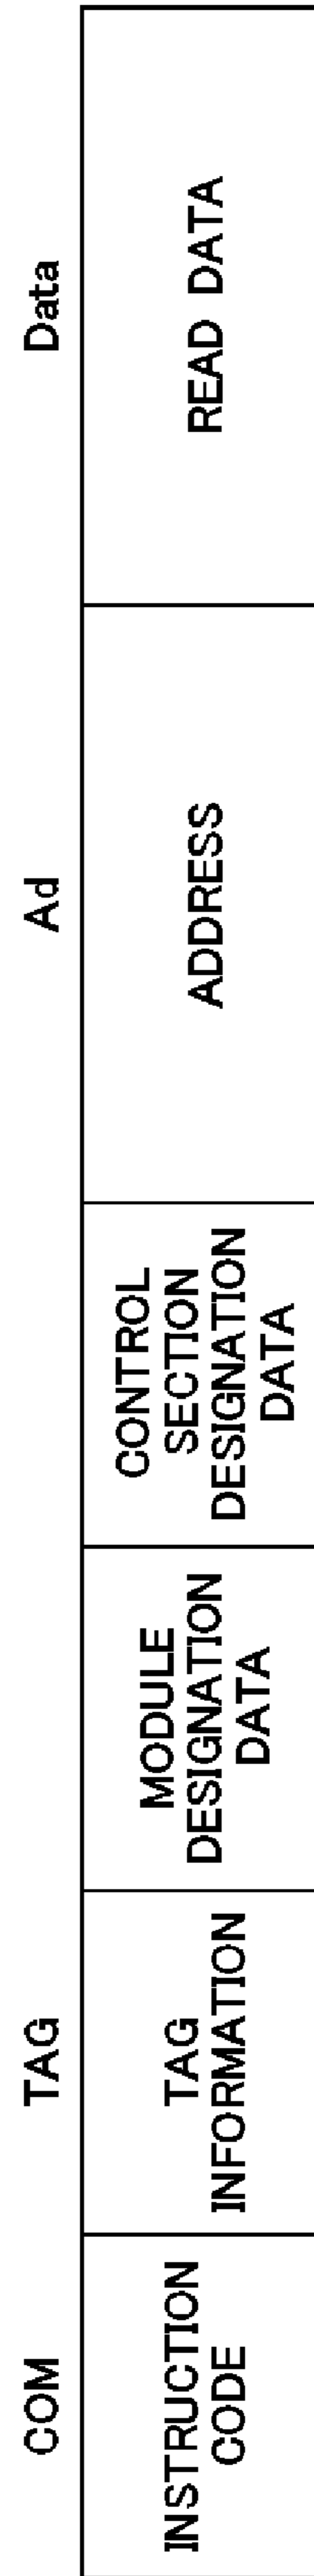 COM
TAG
Ad
Data
INSTRUCTION
CODE
TAG
INFORMATION
MODULE
DESIGNATION
DATA
CONTROL
SECTION
DESIGNATION
DATA
ADDRESS
READ DATA